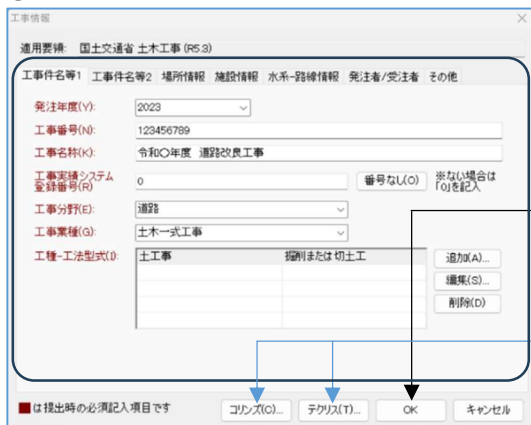 工事情報
適用要領: 国土交通省 土木工事 (R5.3)
工事件名等1 工事件名等2 場所情報 施設情報 水系-路線情報 発注者/受注者 その他
発注年度(Y): 2023
工事番号(N): 123456789
工事名称(K): 令和〇年度 道路改良工事
工事実績システム
登録番号(R) 0 番号なし(O) ※ない場合は
「0」を記入
工事分野(E): 道路
工事業種(G): 土木一式工事
工種-工法型式(I): 土工事 掘削または切土工 追加(A)...
編集(S)...
削除(D)
■は提出時の必須記入項目です コリンズ(C)... テクリス(T)... OK キャンセル